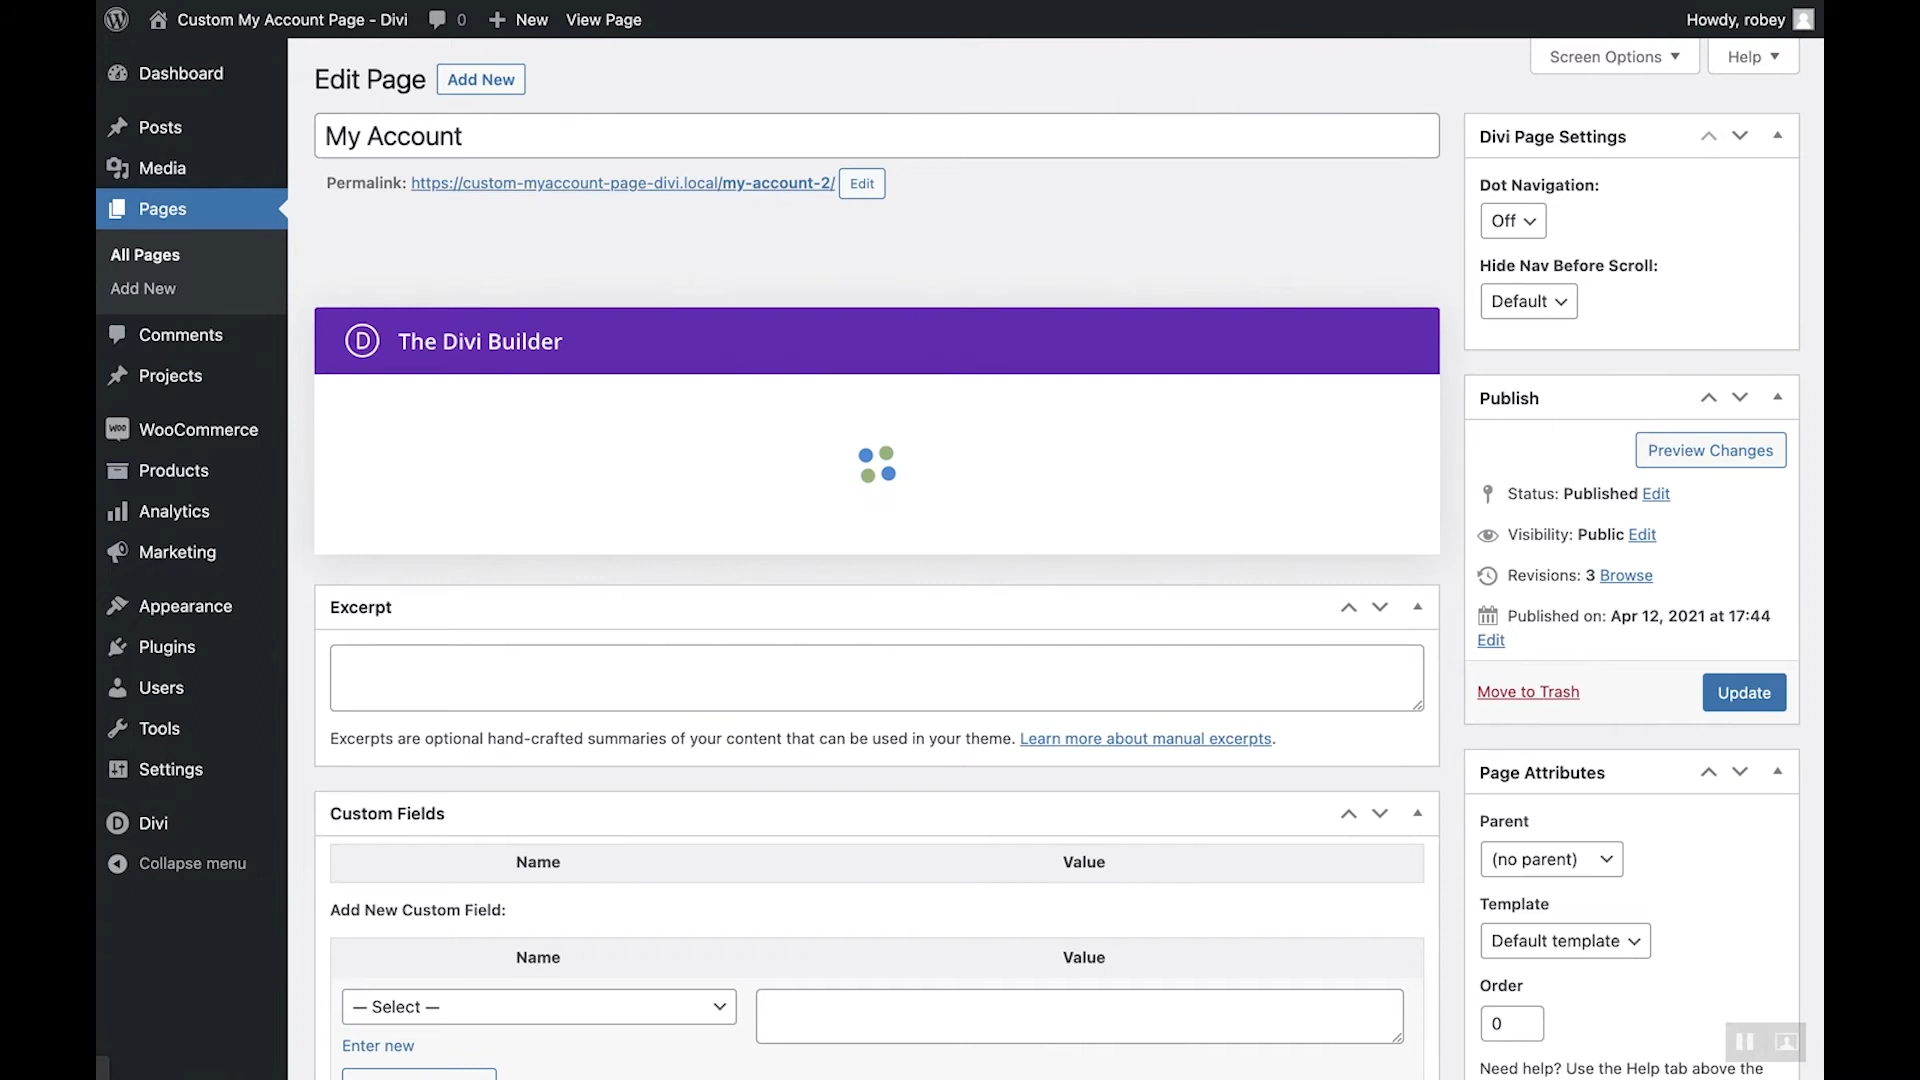 Custom My Account Page - Divi
0
New
View Page
Howdy, robey
Dashboard
Posts
Media
Pages
All Pages
Add New
Comments
Projects
WOO
WooCommerce
Products
Analytics
Marketing
Appearance
Plugins
Users
Tools
Settings
D
Divi
Collapse menu
Screen Options
Help
Edit Page
Add New
My Account
Permalink: https://custom-myaccount-page-divi.local/my-account-2/
Edit
D
The Divi Builder
Excerpt
Excerpts are optional hand-crafted summaries of your content that can be used in your theme. Learn more about manual excerpts.
Custom Fields
Name Value
Add New Custom Field:
Name Value
— Select —
Enter new
Divi Page Settings
Dot Navigation:
Off
Hide Nav Before Scroll:
Default
Publish
Preview Changes
Status: Published Edit
Visibility: Public Edit
Revisions: 3 Browse
Published on: Apr 12, 2021 at 17:44
Edit
Move to Trash
Update
Page Attributes
Parent
(no parent)
Template
Default template
Order
0
Need help? Use the Help tab above the